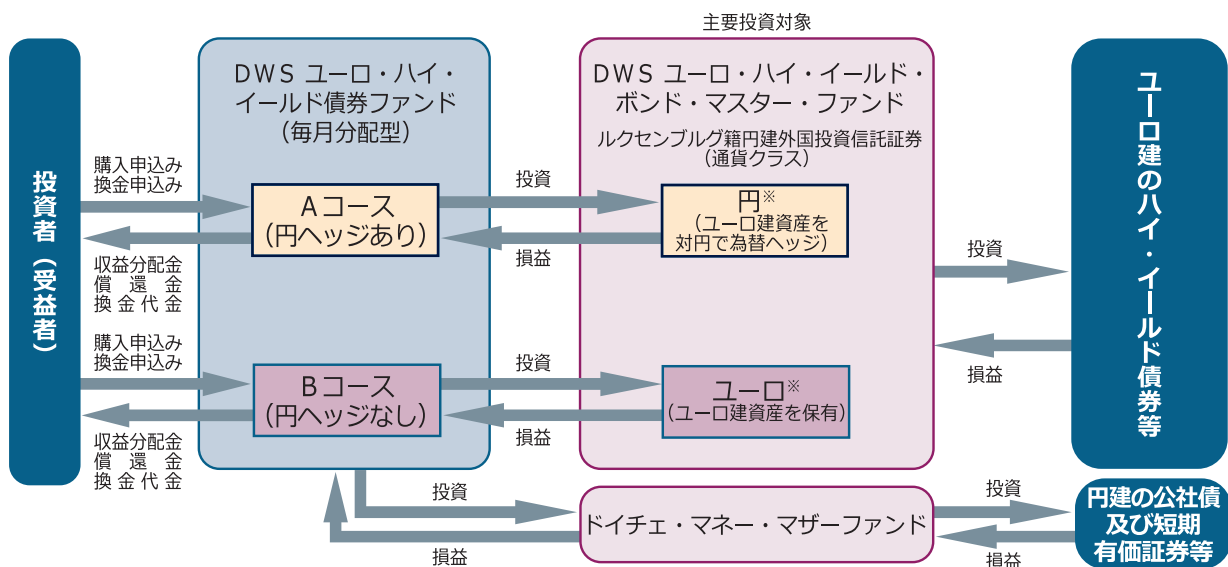 主要投資対象
投資者（受益者）
購入申込み
換金申込み
収益分配金
償還金
換金代金
購入申込み
換金申込み
収益分配金
償還金
換金代金
ＤＷＳ ユーロ・ハイ・
イールド債券ファンド
（毎月分配型）
Ａコース
（円ヘッジあり）
Ｂコース
（円ヘッジなし）
投資
損益
投資
損益
ＤＷＳ ユーロ・ハイ・イールド・
ボンド・マスター・ファンド
ルクセンブルグ籍円建外国投資信託証券
（通貨クラス）
円※
（ユーロ建資産を
対円で為替ヘッジ）
ユーロ※
（ユーロ建資産を保有）
投資
損益
ユーロ建のハイ・イールド債券等
投資
損益
ドイチェ・マネー・マザーファンド
投資
損益
円建の公社債
及び短期
有価証券等